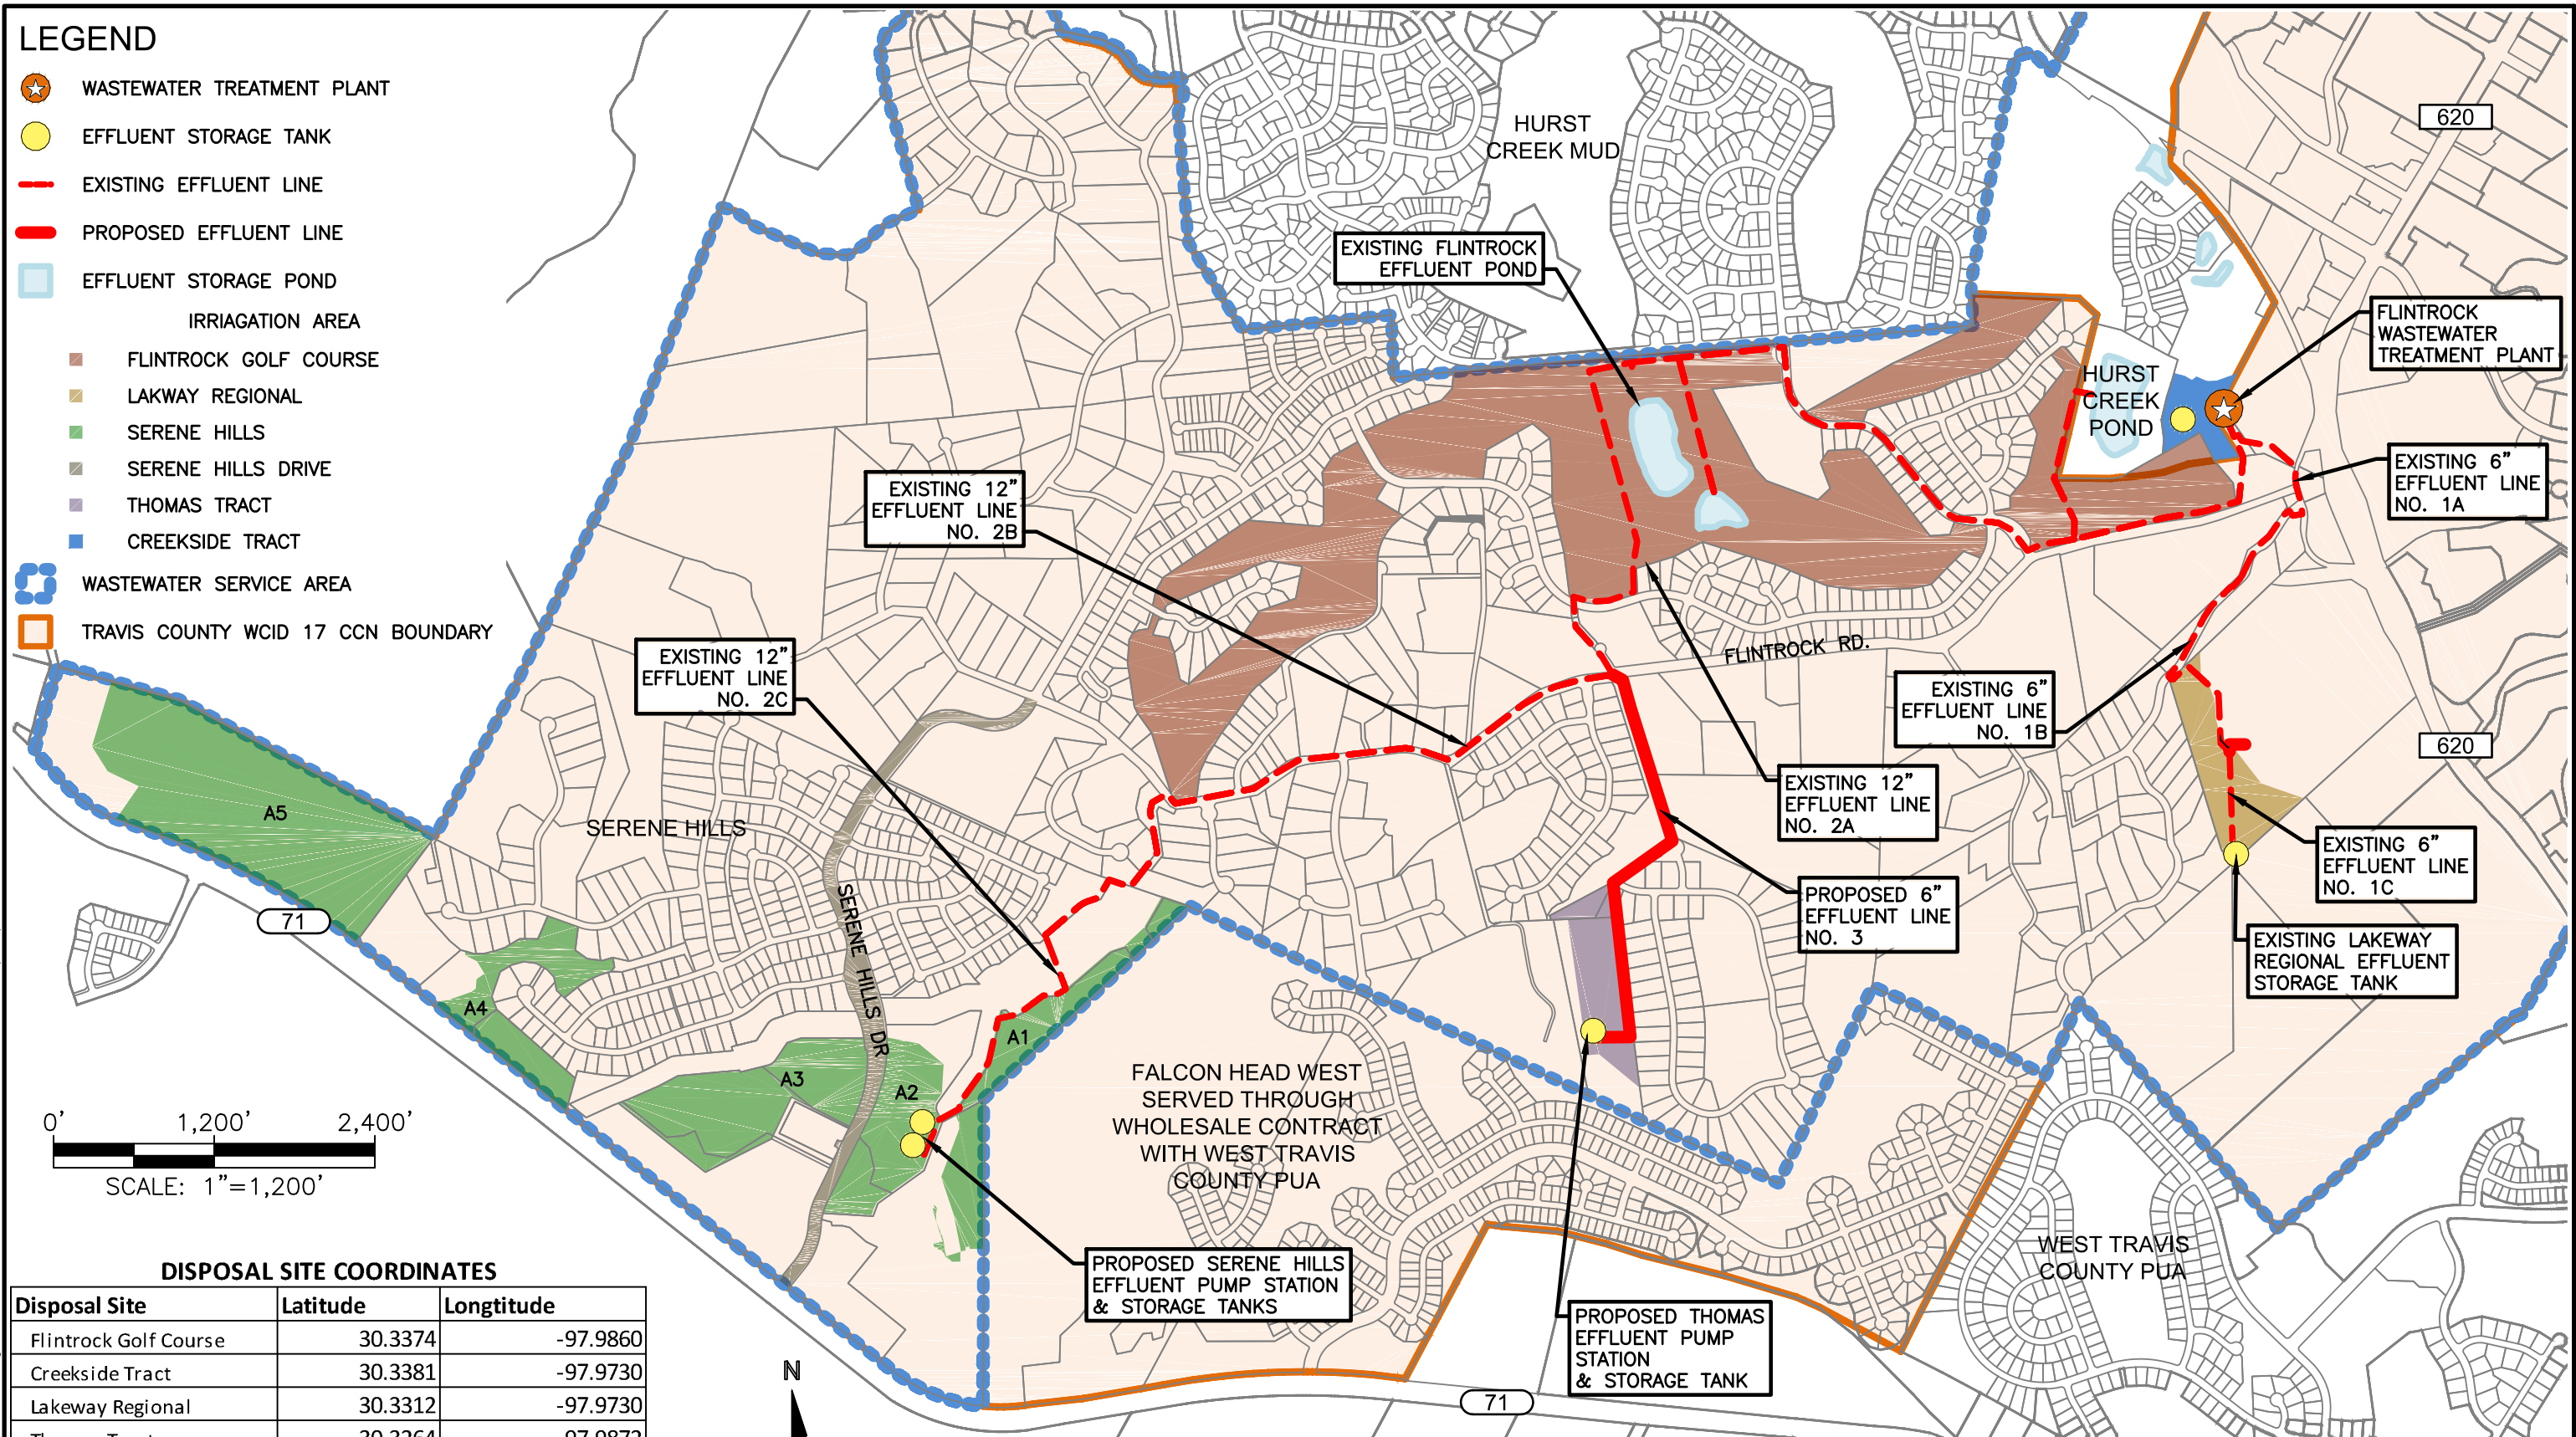 LEGEND
WASTEWATER TREATMENT PLANT
EFFLUENT STORAGE TANK
EXISTING EFFLUENT LINE
PROPOSED EFFLUENT LINE
EFFLUENT STORAGE POND
IRRIAGATION AREA
FLINTROCK GOLF COURSE
LAKWAY REGIONAL
SERENE HILLS
SERENE HILLS DRIVE
THOMAS TRACT
CREEKSIDE TRACT
WASTEWATER SERVICE AREA
TRAVIS COUNTY WCID 17 CCN BOUNDARY
HURST
CREEK MUD
620
EXISTING FLINTROCK
EFFLUENT POND
FLINTROCK
WASTEWATER
TREATMENT PLANT
HURST
CREEK
POND
EXISTING 6"
EFFLUENT LINE
NO. 1A
EXISTING 12"
EFFLUENT LINE
NO. 2B
EXISTING 12"
EFFLUENT LINE
NO. 2C
FLINTROCK RD.
EXISTING 6"
EFFLUENT LINE
NO. 1B
620
EXISTING 12"
EFFLUENT LINE
NO. 2A
EXISTING 6"
EFFLUENT LINE
NO. 1C
PROPOSED 6"
EFFLUENT LINE
NO. 3
EXISTING LAKEWAY
REGIONAL EFFLUENT
STORAGE TANK
A5
SERENE HILLS
SERENE HILLS DR
71
A4
A1
A3
A2
FALCON HEAD WEST
SERVED THROUGH
WHOLESALE CONTRACT
WITH WEST TRAVIS
COUNTY PUA
0' 1,200' 2,400'
SCALE: 1"=1,200'
PROPOSED SERENE HILLS
EFFLUENT PUMP STATION
& STORAGE TANKS
PROPOSED THOMAS
EFFLUENT PUMP
STATION
& STORAGE TANK
WEST TRAVIS
COUNTY PUA
71
N
DISPOSAL SITE COORDINATES
Disposal Site Latitude Longtitude
Flintrock Golf Course 30.3374 -97.9860
Creekside Tract 30.3381 -97.9730
Lakeway Regional 30.3312 -97.9730